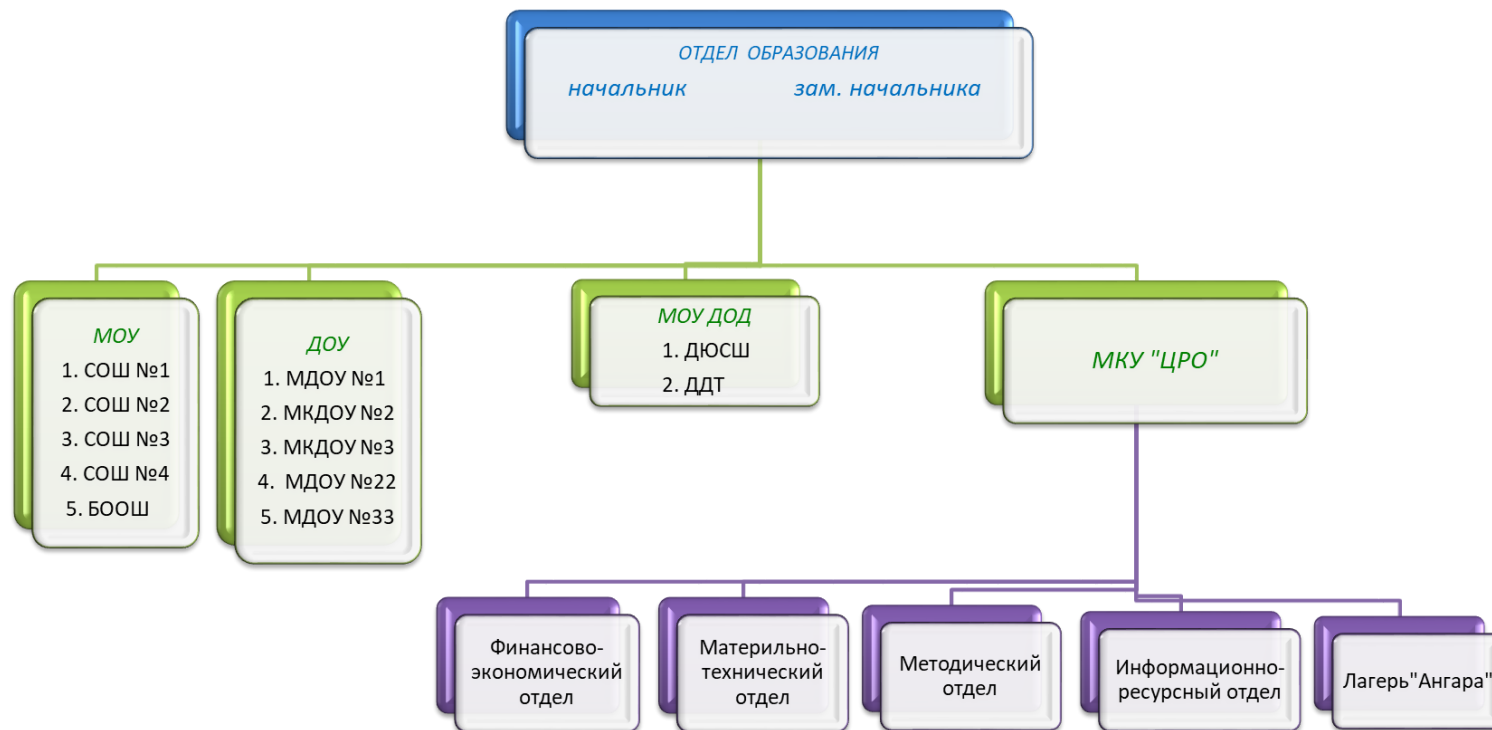 ОТДЕЛ ОБРАЗОВАНИЯ
начальник зам. начальника
МОУ
1. СОШ №1
2. СОШ №2
3. СОШ №3
4. СОШ №4
5. БООШ
ДОУ
1. МДОУ №1
2. МКДОУ №2
3. МКДОУ №3
4. МДОУ №22
5. МДОУ №33
МОУ ДОД
1. ДЮСШ
2. ДДТ
МКУ "ЦРО"
Финансово-
экономический
отдел
Материльно-
технический
отдел
Методический
отдел
Информационно-
ресурсный отдел
Лагерь"Ангара"